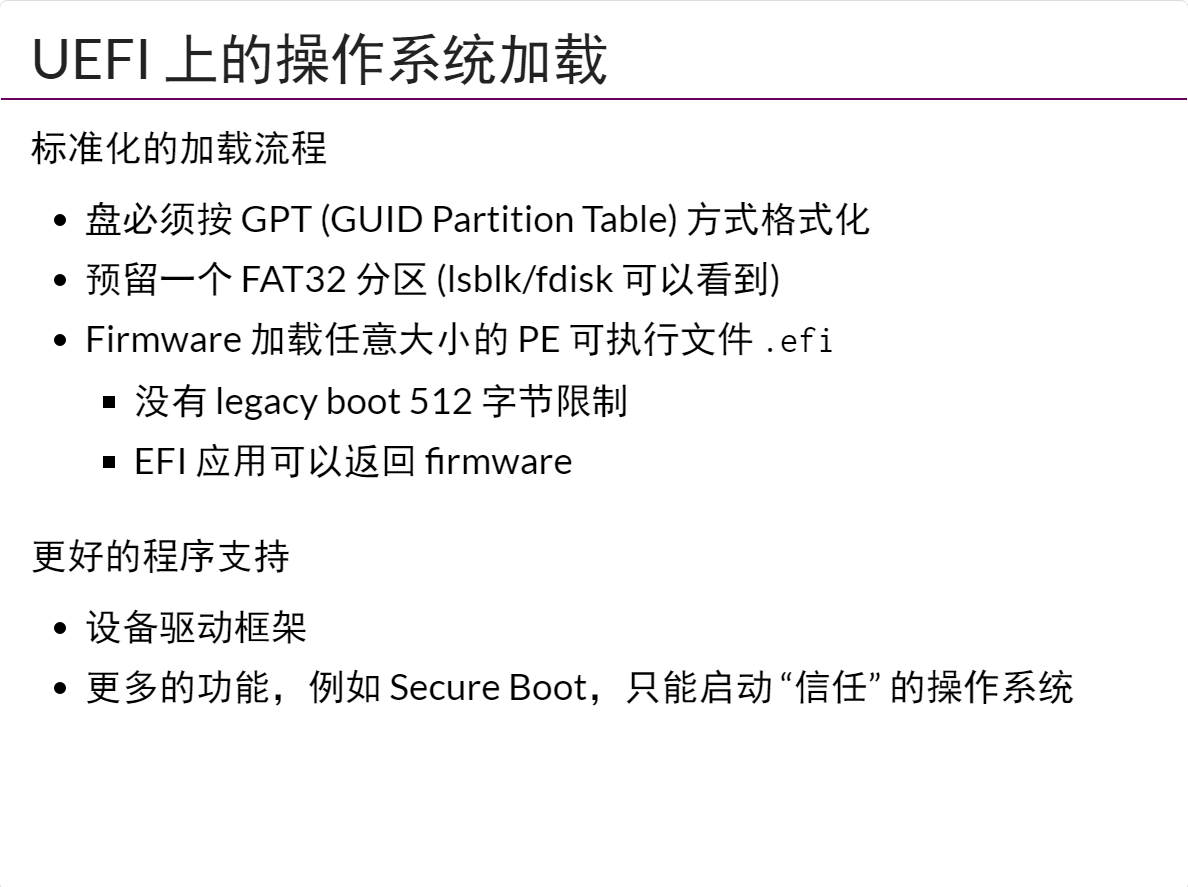 UEFI 上的操作系统加载
标准化的加载流程
盘必须按 GPT (GUID Partition Table) 方式格式化
预留一个 FAT32 分区 (lsblk/fdisk 可以看到)
Firmware 加载任意大小的 PE 可执行文件 .efi
没有 legacy boot 512 字节限制
EFI 应用可以返回 firmware
更好的程序支持
设备驱动框架
更多的功能，例如 Secure Boot，只能启动 “信任” 的操作系统